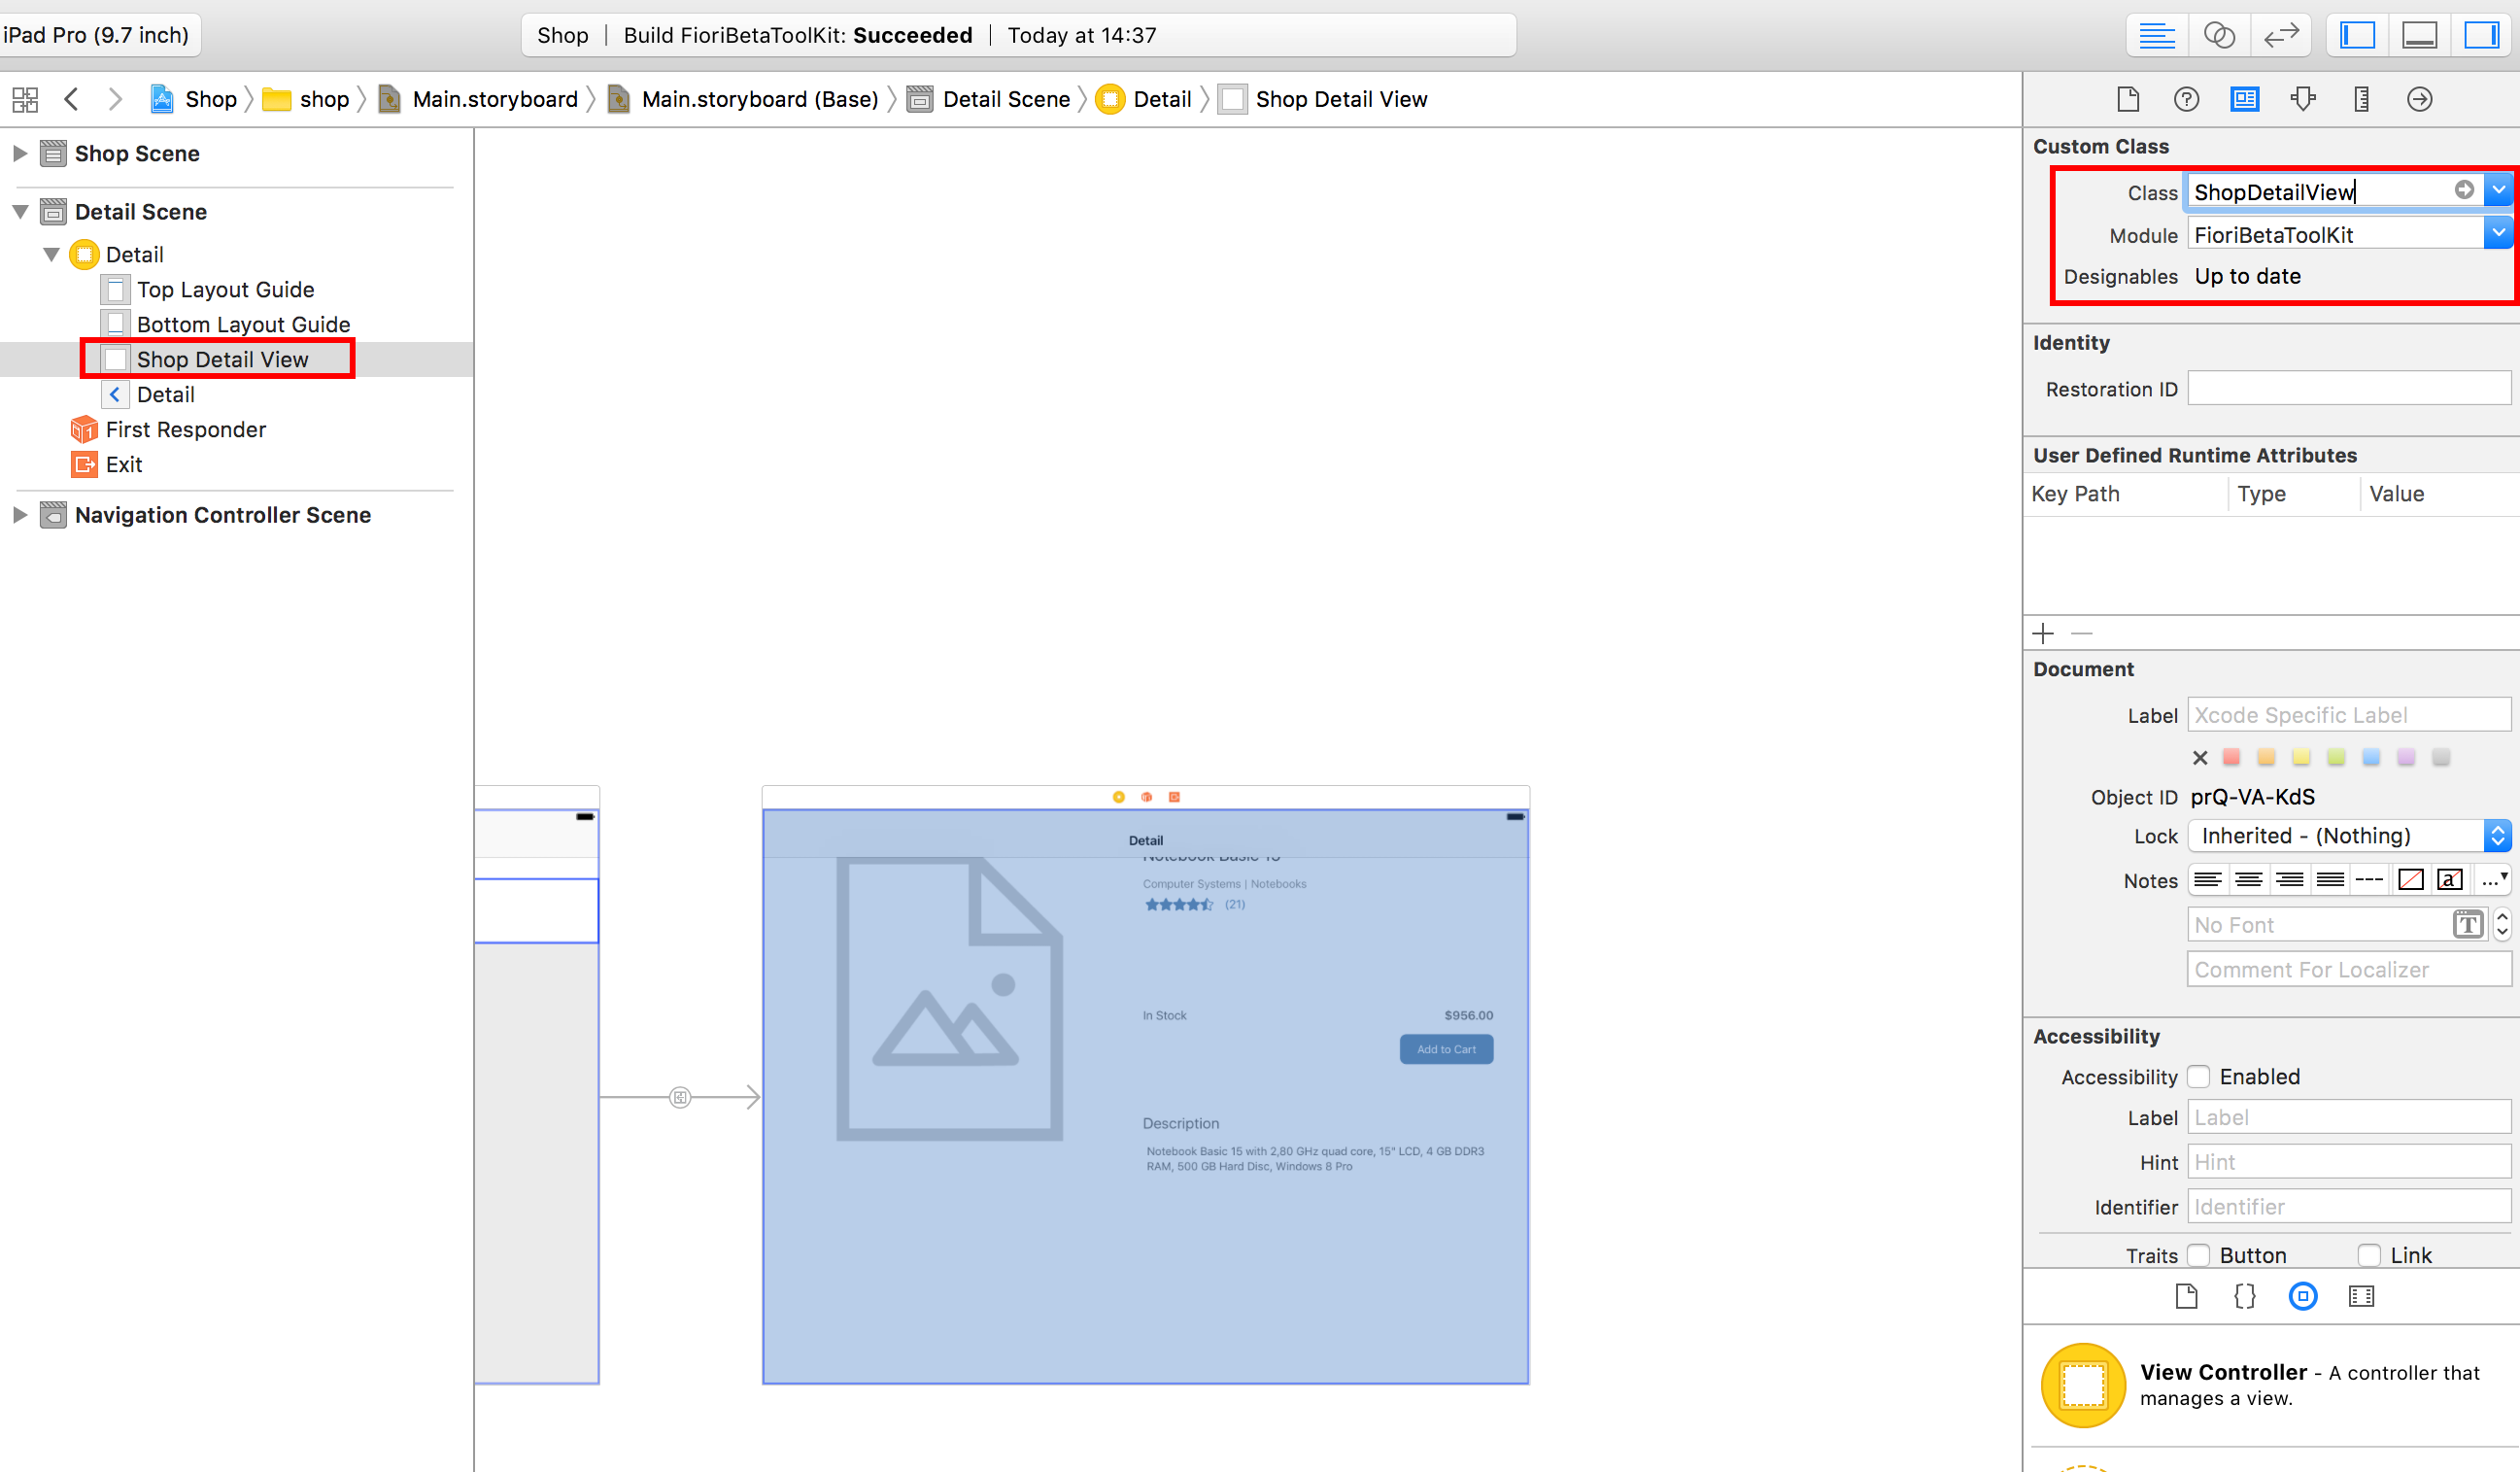 iPad Pro (9.7 inch)
Shop | Build FioriBetaToolKit: Succeeded | Today at 14:37
Shop shop Main.storyboard Main.storyboard (Base) Detail Scene Detail Shop Detail View
Shop Scene
Detail Scene
Detail
Top Layout Guide
Bottom Layout Guide
Shop Detail View
Detail
First Responder
Exit
Navigation Controller Scene
Detail
Notebook Basic 15
Computer Systems | Notebooks
(21)
In Stock
$956.00
Add to Cart
Description
Notebook Basic 15 with 2,80 GHz quad core, 15" LCD, 4 GB DDR3
RAM, 500 GB Hard Disc, Windows 8 Pro
Custom Class
Class ShopDetailView
Module FioriBetaToolKit
Designables Up to date
Identity
Restoration ID
User Defined Runtime Attributes
Key Path Type Value
Document
Label Xcode Specific Label
Object ID prQ-VA-KdS
Lock Inherited - (Nothing)
Notes
No Font
Comment For Localizer
Accessibility
Accessibility Enabled
Label Label
Hint Hint
Identifier Identifier
Traits Button Link
View Controller - A controller that
manages a view.